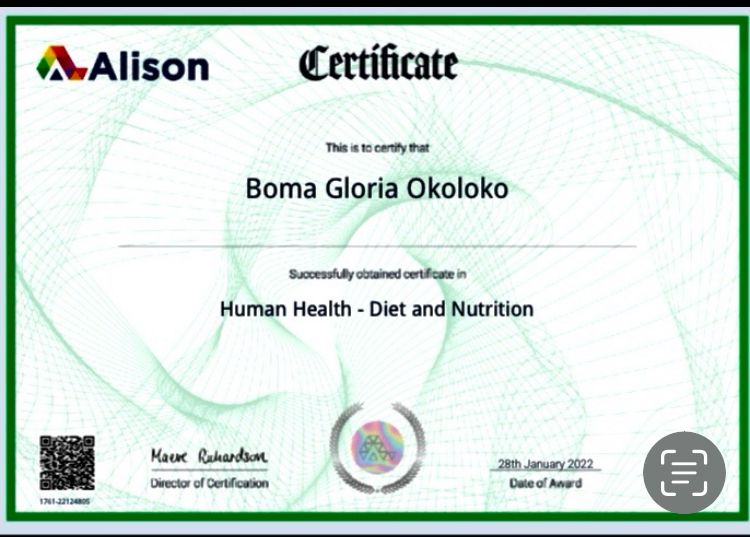 Alison
Certificate
This is to certify that
Boma Gloria Okoloko
Successfully obtained certificate in
Human Health - Diet and Nutrition
Maeve Richardson
Director of Certification
1761-22124805
28th January 2022
Date of Award